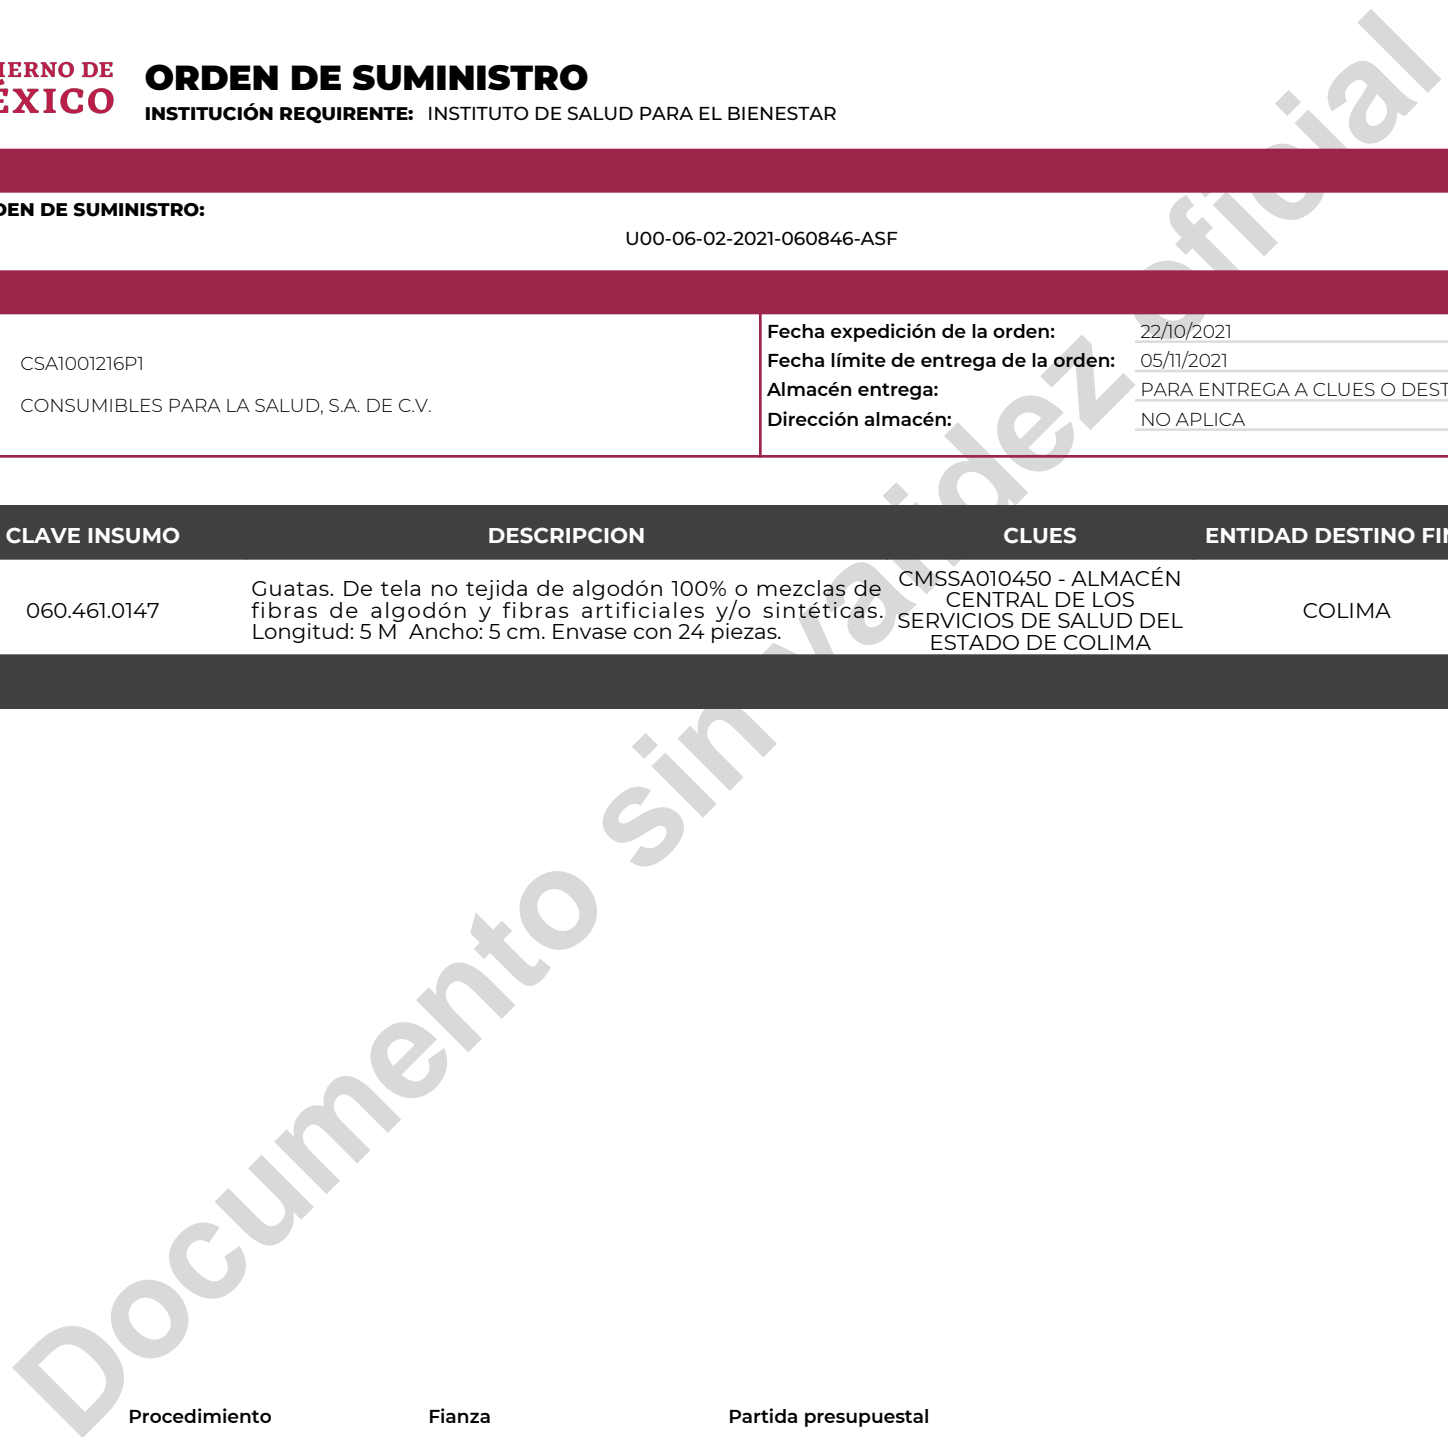 IERNO DE
ÉXICO
ORDEN DE SUMINISTRO
INSTITUCIÓN REQUIRENTE: INSTITUTO DE SALUD PARA EL BIENESTAR
DEN DE SUMINISTRO:
U00-06-02-2021-060846-ASF
CSA1001216P1
CONSUMIBLES PARA LA SALUD, S.A. DE C.V.
Fecha expedición de la orden: 22/10/2021
Fecha límite de entrega de la orden: 05/11/2021
Almacén entrega: PARA ENTREGA A CLUES O DEST
Dirección almacén: NO APLICA
CLAVE INSUMO DESCRIPCION CLUES ENTIDAD DESTINO FIN
060.461.0147
Guatas. De tela no tejida de algodón 100% o mezclas de
fibras de algodón y fibras artificiales y/o sintéticas.
Longitud: 5 M Ancho: 5 cm. Envase con 24 piezas.
CMSSA010450 - ALMACÉN
CENTRAL DE LOS
SERVICIOS DE SALUD DEL
ESTADO DE COLIMA
COLIMA
Documento sin validez oficial
Procedimiento Fianza Partida presupuestal